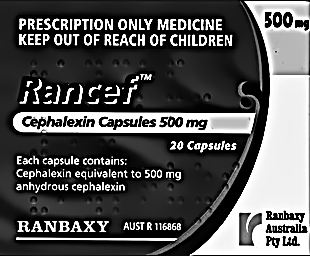 PRESCRIPTION ONLY MEDICINE
KEEP OUT OF REACH OF CHILDREN
500 mg
Rancef™
Cephalexin Capsules 500 mg
20 Capsules
Each capsule contains:
Cephalexin equivalent to 500 mg
anhydrous cephalexin
RANBAXY AUST R 116868
Ranbaxy
Australia
Pty Ltd.